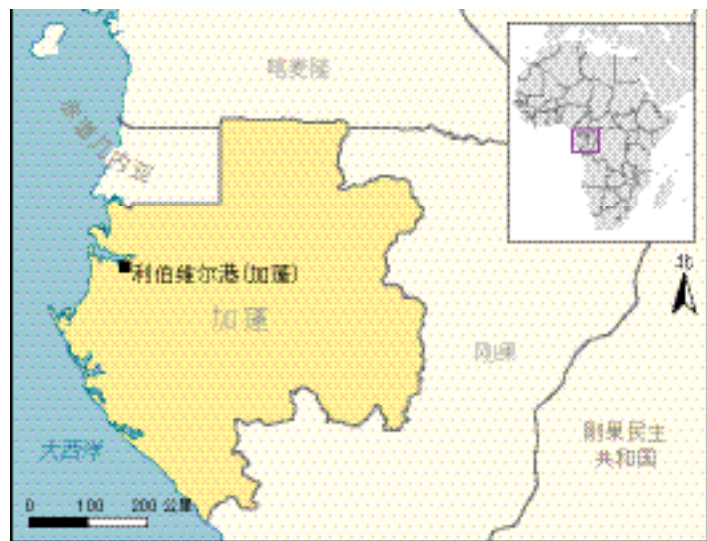 喀麦隆
赤道几内亚
北
利伯维尔港(加蓬)
加蓬
刚果
大西洋
刚果民主
共和国
0 100 200 公里